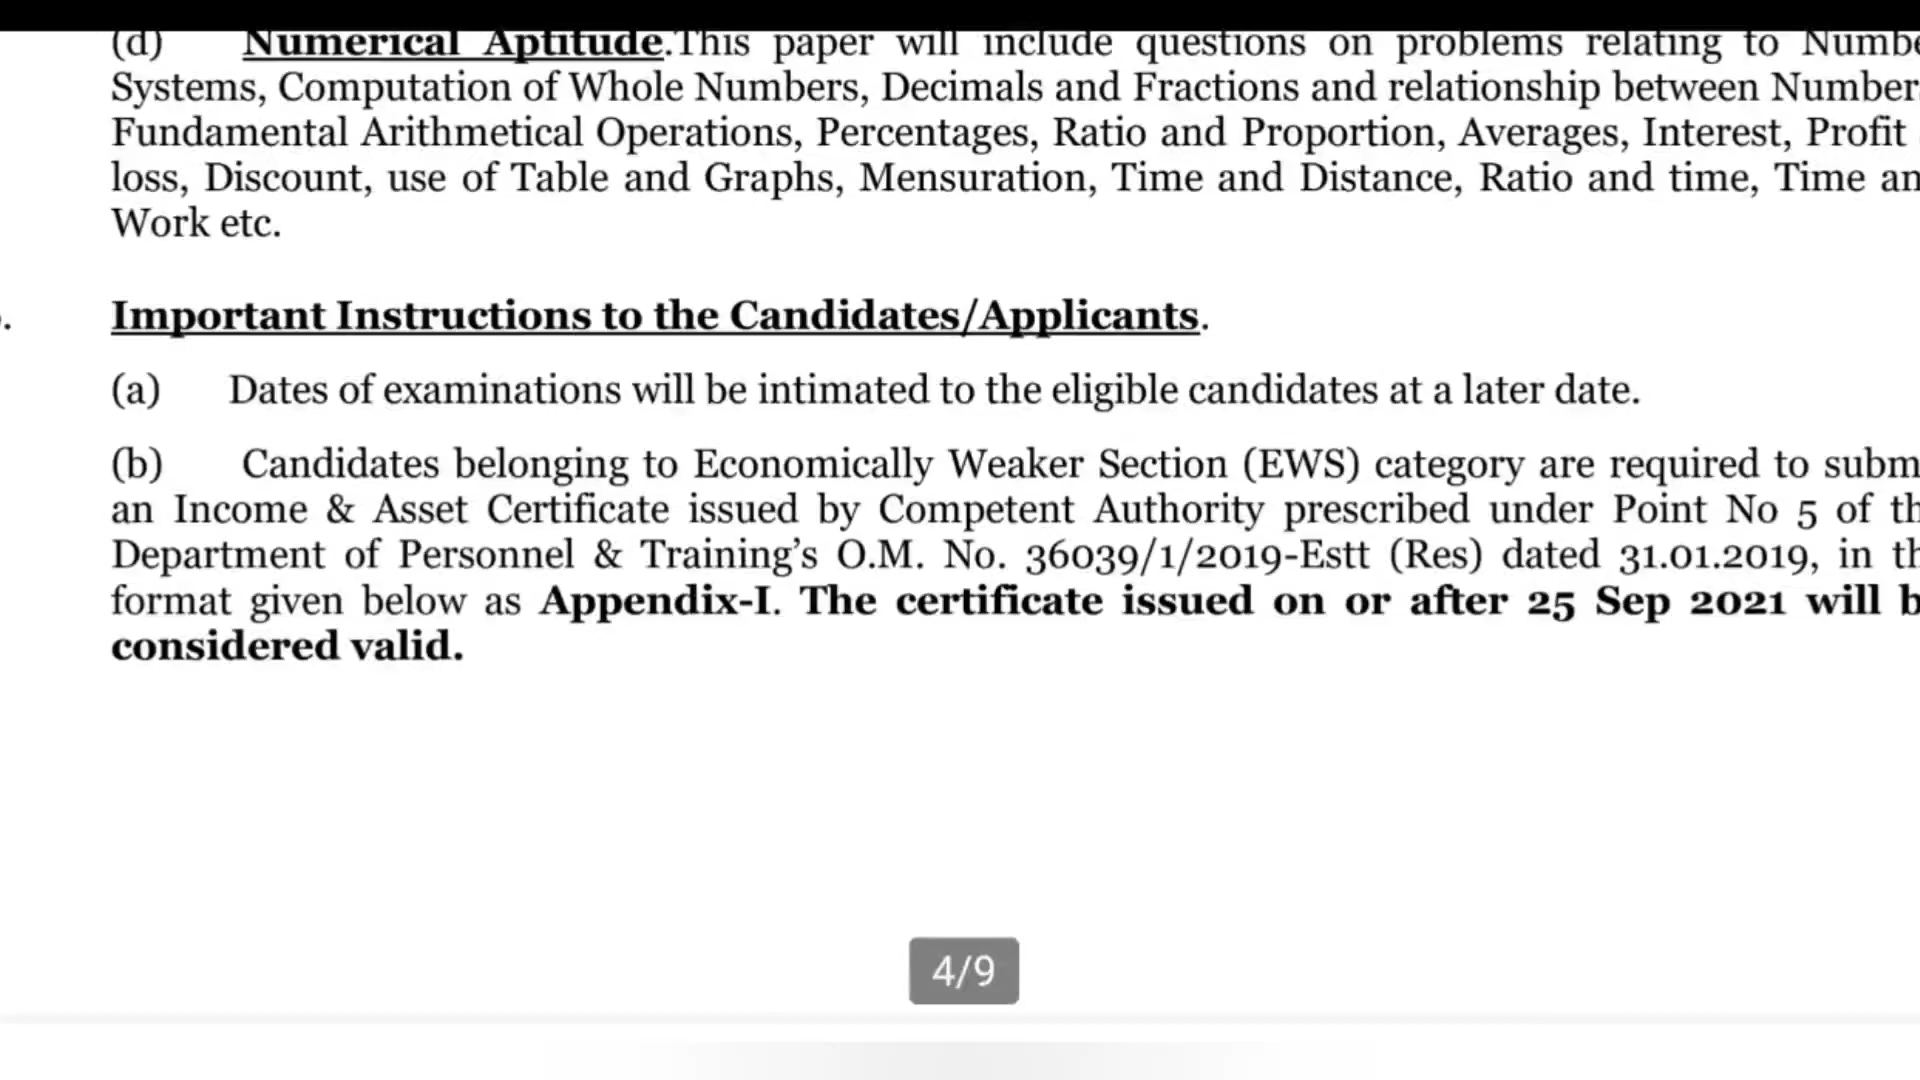 (d) Numerical Aptitude.This paper will include questions on problems relating to Numbe
Systems, Computation of Whole Numbers, Decimals and Fractions and relationship between Number
Fundamental Arithmetical Operations, Percentages, Ratio and Proportion, Averages, Interest, Profit
loss, Discount, use of Table and Graphs, Mensuration, Time and Distance, Ratio and time, Time an
Work etc.
. Important Instructions to the Candidates/Applicants.
(a) Dates of examinations will be intimated to the eligible candidates at a later date.
(b) Candidates belonging to Economically Weaker Section (EWS) category are required to subm
an Income & Asset Certificate issued by Competent Authority prescribed under Point No 5 of th
Department of Personnel & Training’s O.M. No. 36039/1/2019-Estt (Res) dated 31.01.2019, in th
format given below as Appendix-I. The certificate issued on or after 25 Sep 2021 will b
considered valid.
4/9